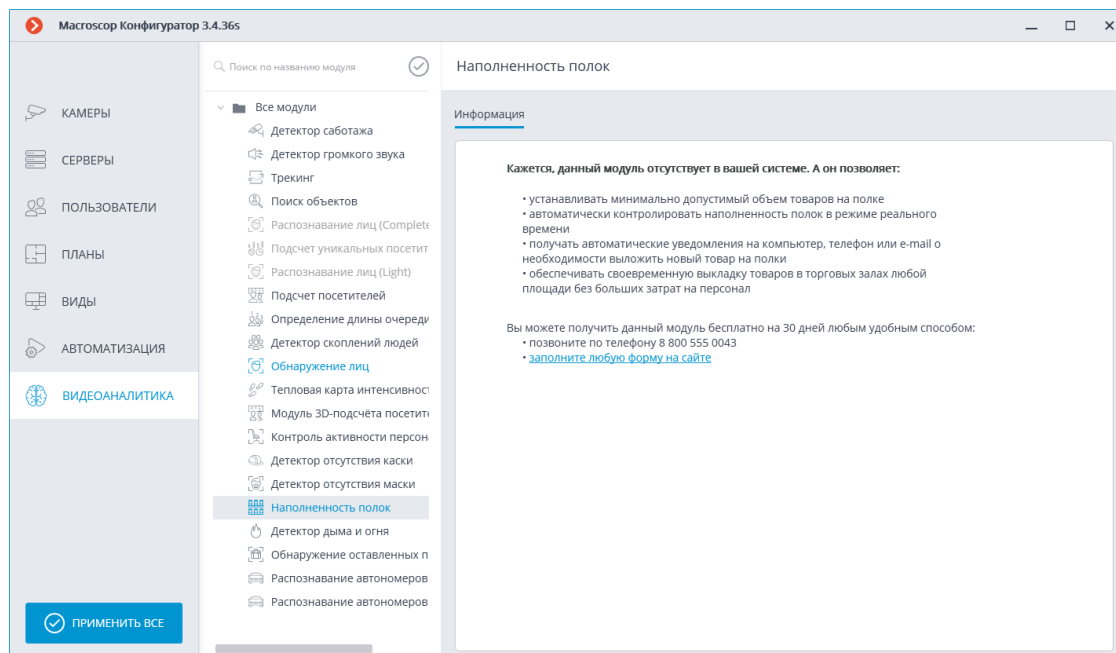 Macroscop Конфигуратор 3.4.36s
КАМЕРЫ
СЕРВЕРЫ
ПОЛЬЗОВАТЕЛИ
ПЛАНЫ
ВИДЫ
АВТОМАТИЗАЦИЯ
ВИДЕОАНАЛИТИКА
ПРИМЕНИТЬ ВСЕ
Поиск по названию модуля
Все модули
Детектор саботажа
Детектор громкого звука
Трекинг
Поиск объектов
Распознавание лиц (Complete
Подсчет уникальных посетит
Распознавание лиц (Light)
Подсчет посетителей
Определение длины очереди
Детектор скоплений людей
Обнаружение лиц
Тепловая карта интенсивност
Модуль 3D-подсчёта посетите
Контроль активности персон
Детектор отсутствия каски
Детектор отсутствия маски
Наполненность полок
Детектор дыма и огня
Обнаружение оставленных п
Распознавание автономеров
Распознавание автономеров
Наполненность полок
Информация
Кажется, данный модуль отсутствует в вашей системе. А он позволяет:
• устанавливать минимально допустимый объем товаров на полке
• автоматически контролировать наполненность полок в режиме реального
времени
• получать автоматические уведомления на компьютер, телефон или e-mail о
необходимости выложить новый товар на полки
• обеспечивать своевременную выкладку товаров в торговых залах любой
площади без больших затрат на персонал
Вы можете получить данный модуль бесплатно на 30 дней любым удобным способом:
• позвоните по телефону 8 800 555 0043
• заполните любую форму на сайте